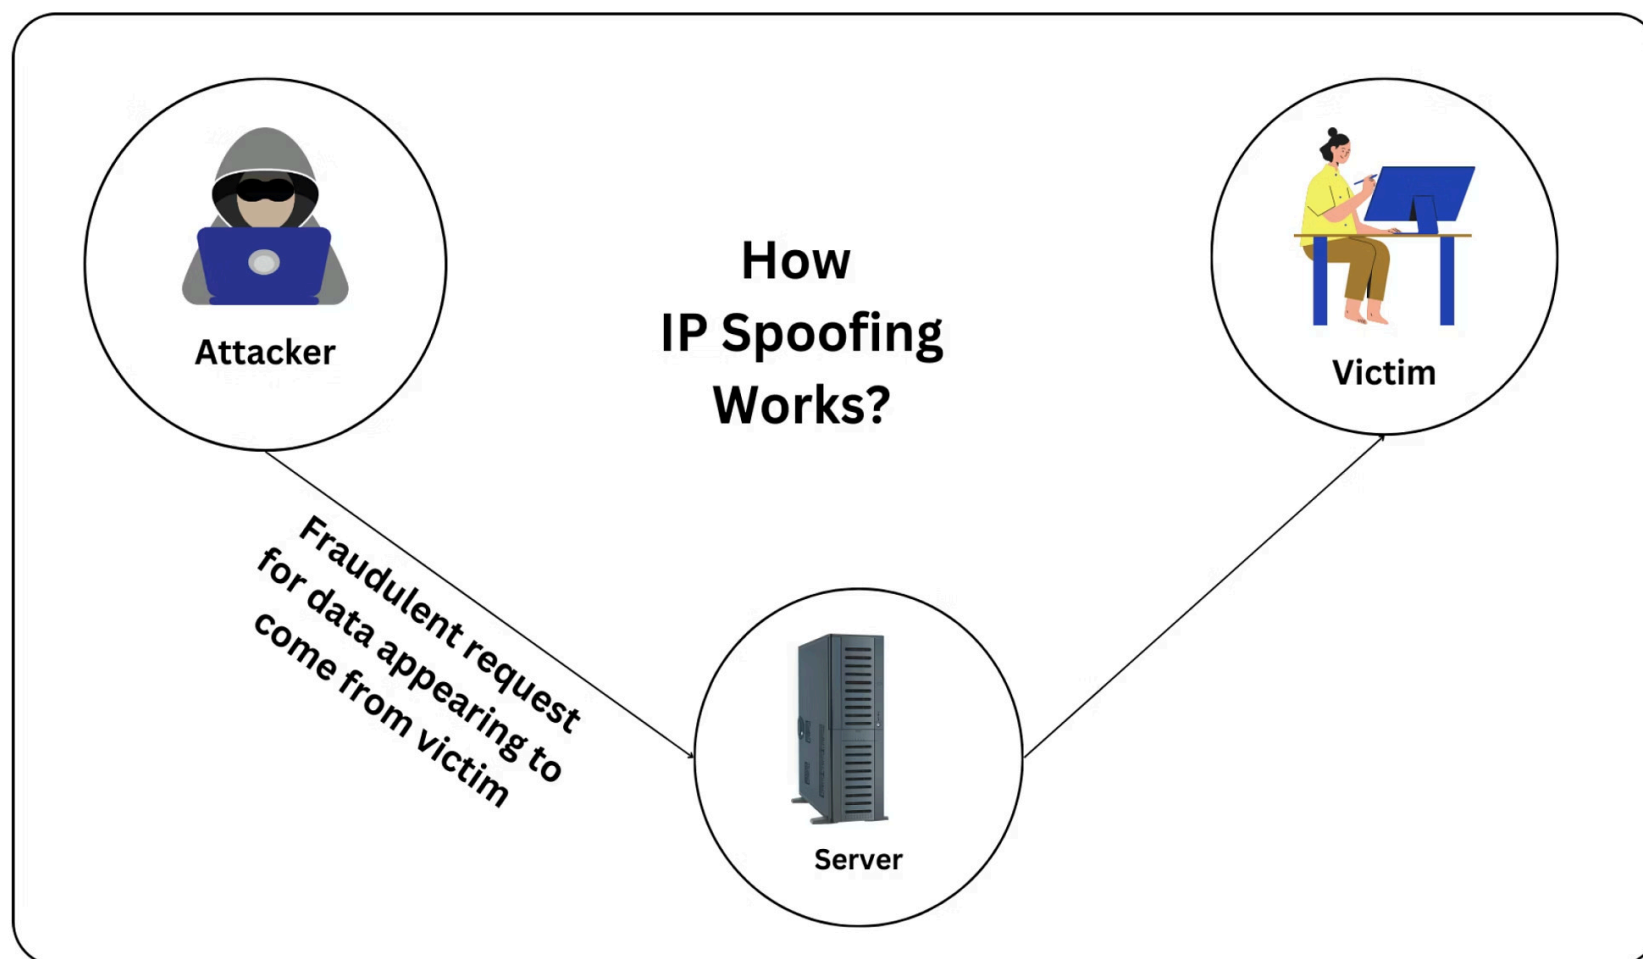 How
IP Spoofing
Works?
Attacker
Victim
Fraudulent request
for data appearing to
come from victim
Server